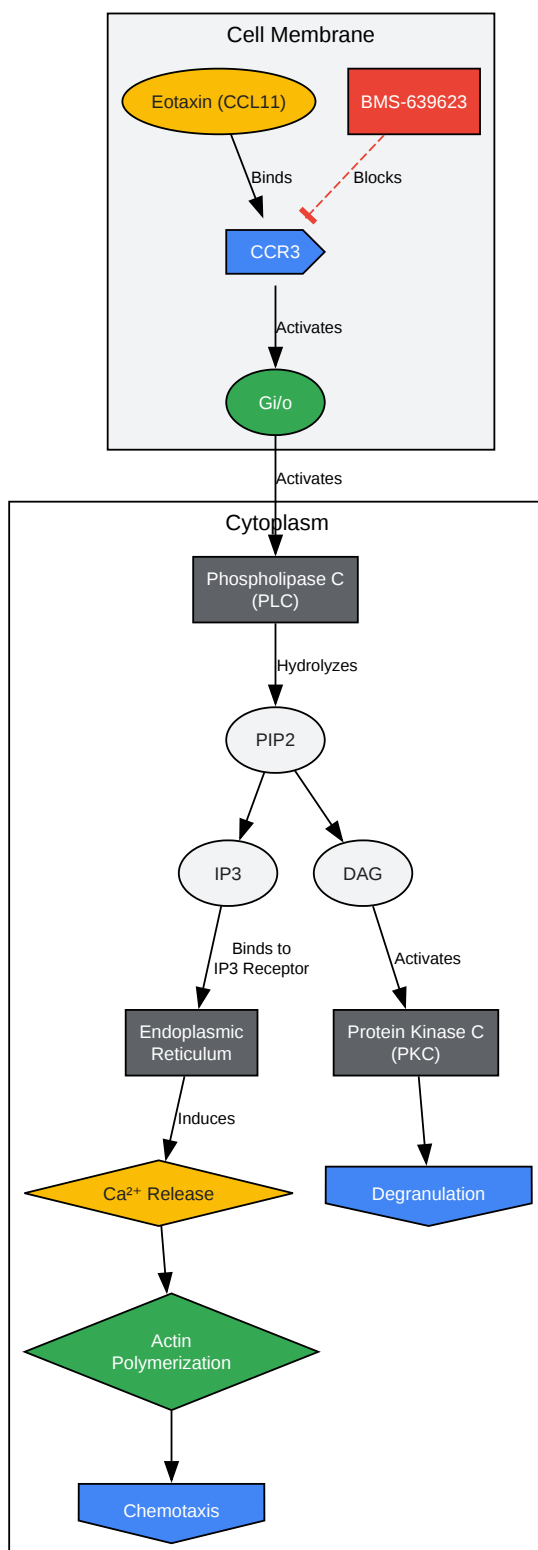 Cell Membrane
Eotaxin (CCL11)
BMS-639623
Binds
Blocks
CCR3
Activates
Gi/o
Activates
Cytoplasm
Phospholipase C
(PLC)
Hydrolyzes
PIP2
IP3
DAG
Binds to
IP3 Receptor
Activates
Endoplasmic
Reticulum
Protein Kinase C
(PKC)
Induces
Ca²⁺ Release
Degranulation
Actin
Polymerization
Chemotaxis